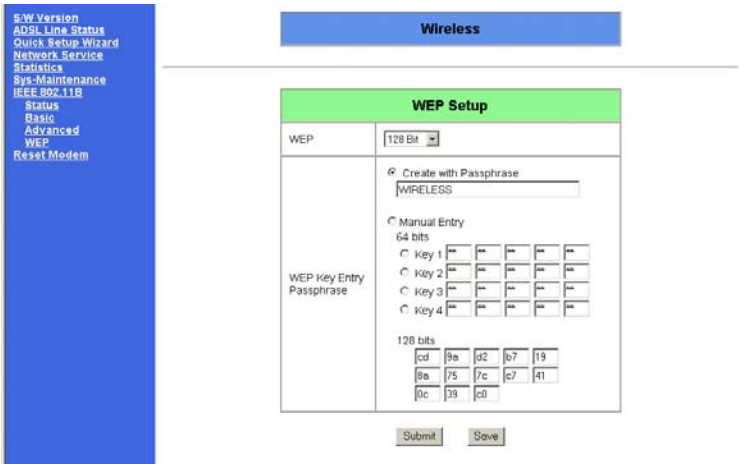 S/W Version
ADSL Line Status
Quick Setup Wizard
Network Service
Statistics
Sys-Maintenance
IEEE 802.11B
Status
Basic
Advanced
WEP
Reset Modem
Wireless
WEP Setup
WEP
128 Bit
WEP Key Entry
Passphrase
Create with Passphrase
WIRELESS
Manual Entry
64 bits
Key 1 ** ** ** ** **
Key 2 ** ** ** ** **
Key 3 ** ** ** ** **
Key 4 ** ** ** ** **
128 bits
cd 9a d2 b7 19
8a 75 7c c7 41
0c 39 c0
Submit Save